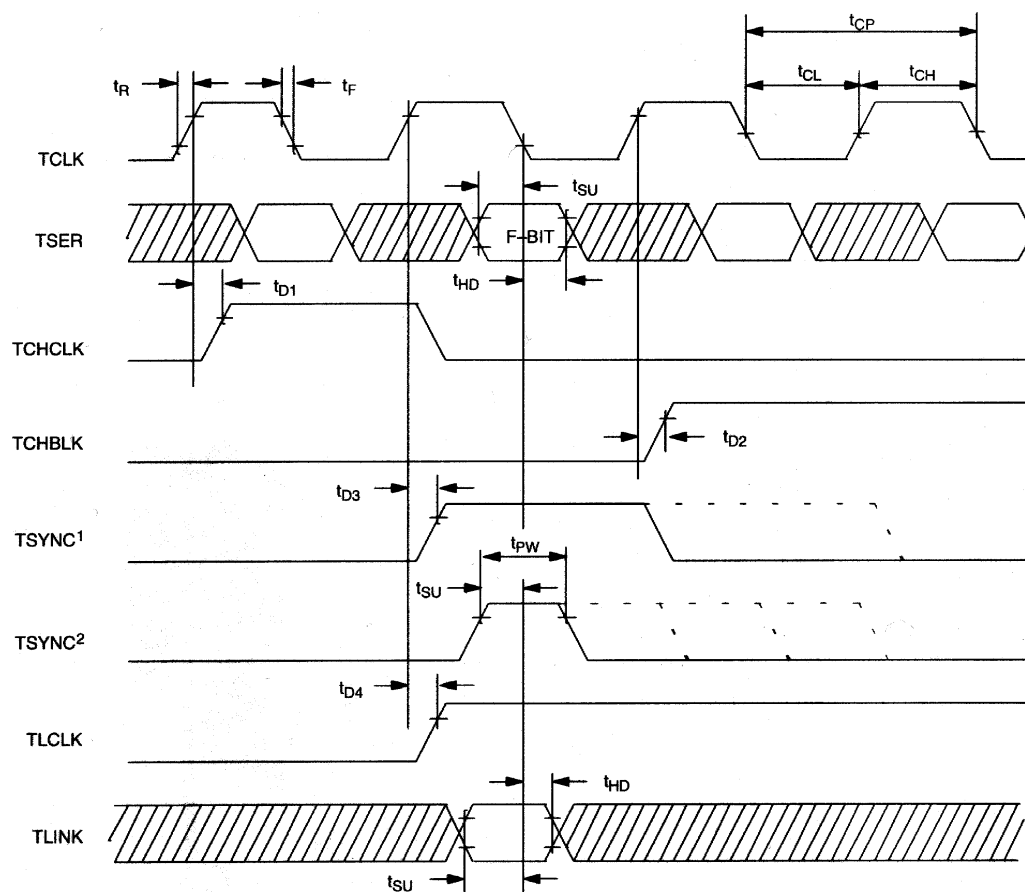 tCP
tR
tF
tCL
tCH
TCLK
tSU
TSER
F-BIT
tHD
tD1
TCHCLK
TCHBLK
tD2
tD3
TSYNC1
tPW
tSU
TSYNC2
tD4
TLCLK
tHD
TLINK
tSU